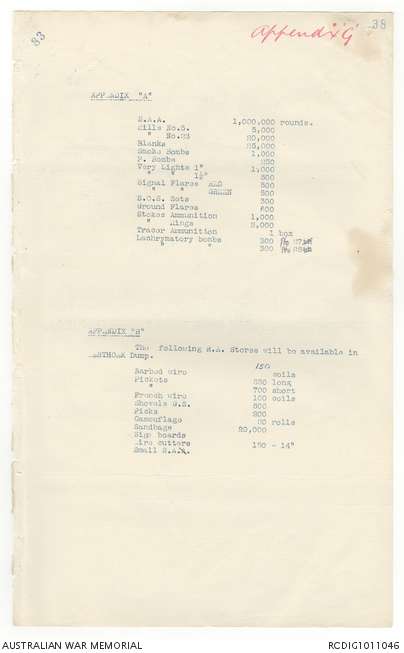 83
38
Appendix G
APPENDIX "A"
S.A.A. 1,000,000 rounds.
Mills No.5. 5,000
" No.23 20,000
Blanks 25,000
Smoke Bombs 1,000
P. Bombs 250
Very Lights 1" 1,000
" " 1½" 500
Signal Flares RED 500
" " GREEN 500
S.O.S. Sets 300
Ground Flares 600
Stokes Ammunition 1,000
" Rings 5,000
Tracer Ammunition 1 box
Lachrymatory bombs 300
" " 300
APPENDIX "B"
The following R.A. Stores will be available in
WESTHOEK Dump.
Barbed wire 150 coils
Pickets 350 long
" 700 short
French wire 100 coils
Shovels G.S. 500
Picks 200
Camouflage 50 rolls
Sandbags 20,000
Sign boards
Wire cutters 150 - 14"
Small S.A.A.
AUSTRALIAN WAR MEMORIAL
RCDIG1011046